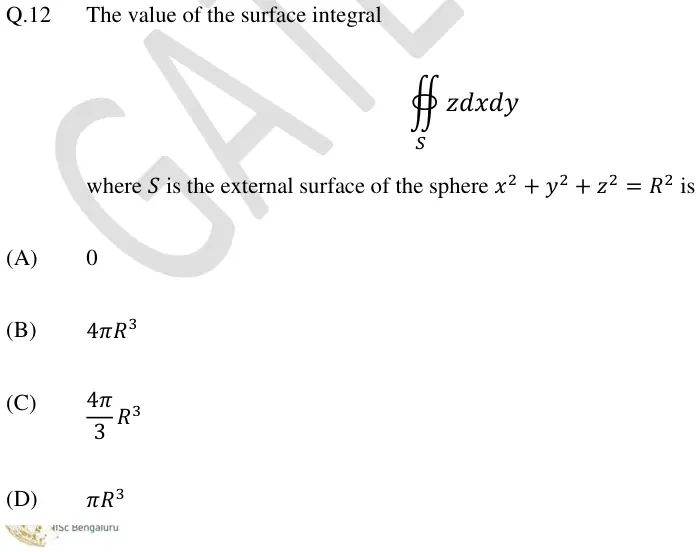 Q.12 The value of the surface integral
∯ zdxdy
S
where S is the external surface of the sphere x² + y² + z² = R² is
(A) 0
(B) 4πR³
(C) 4π/3 R³
(D) πR³
IISc Bengaluru
GATE